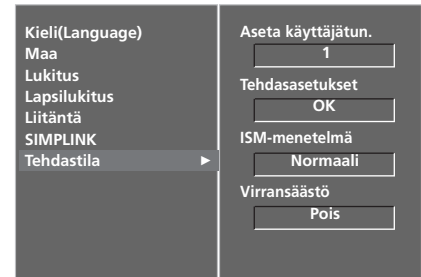 Kieli(Language)
Maa
Lukitus
Lapsilukitus
Liitäntä
SIMPLINK
Tehdastila ►
Aseta käyttäjätun.
1
Tehdasasetukset
OK
ISM-menetelmä
Normaali
Virransäästö
Pois